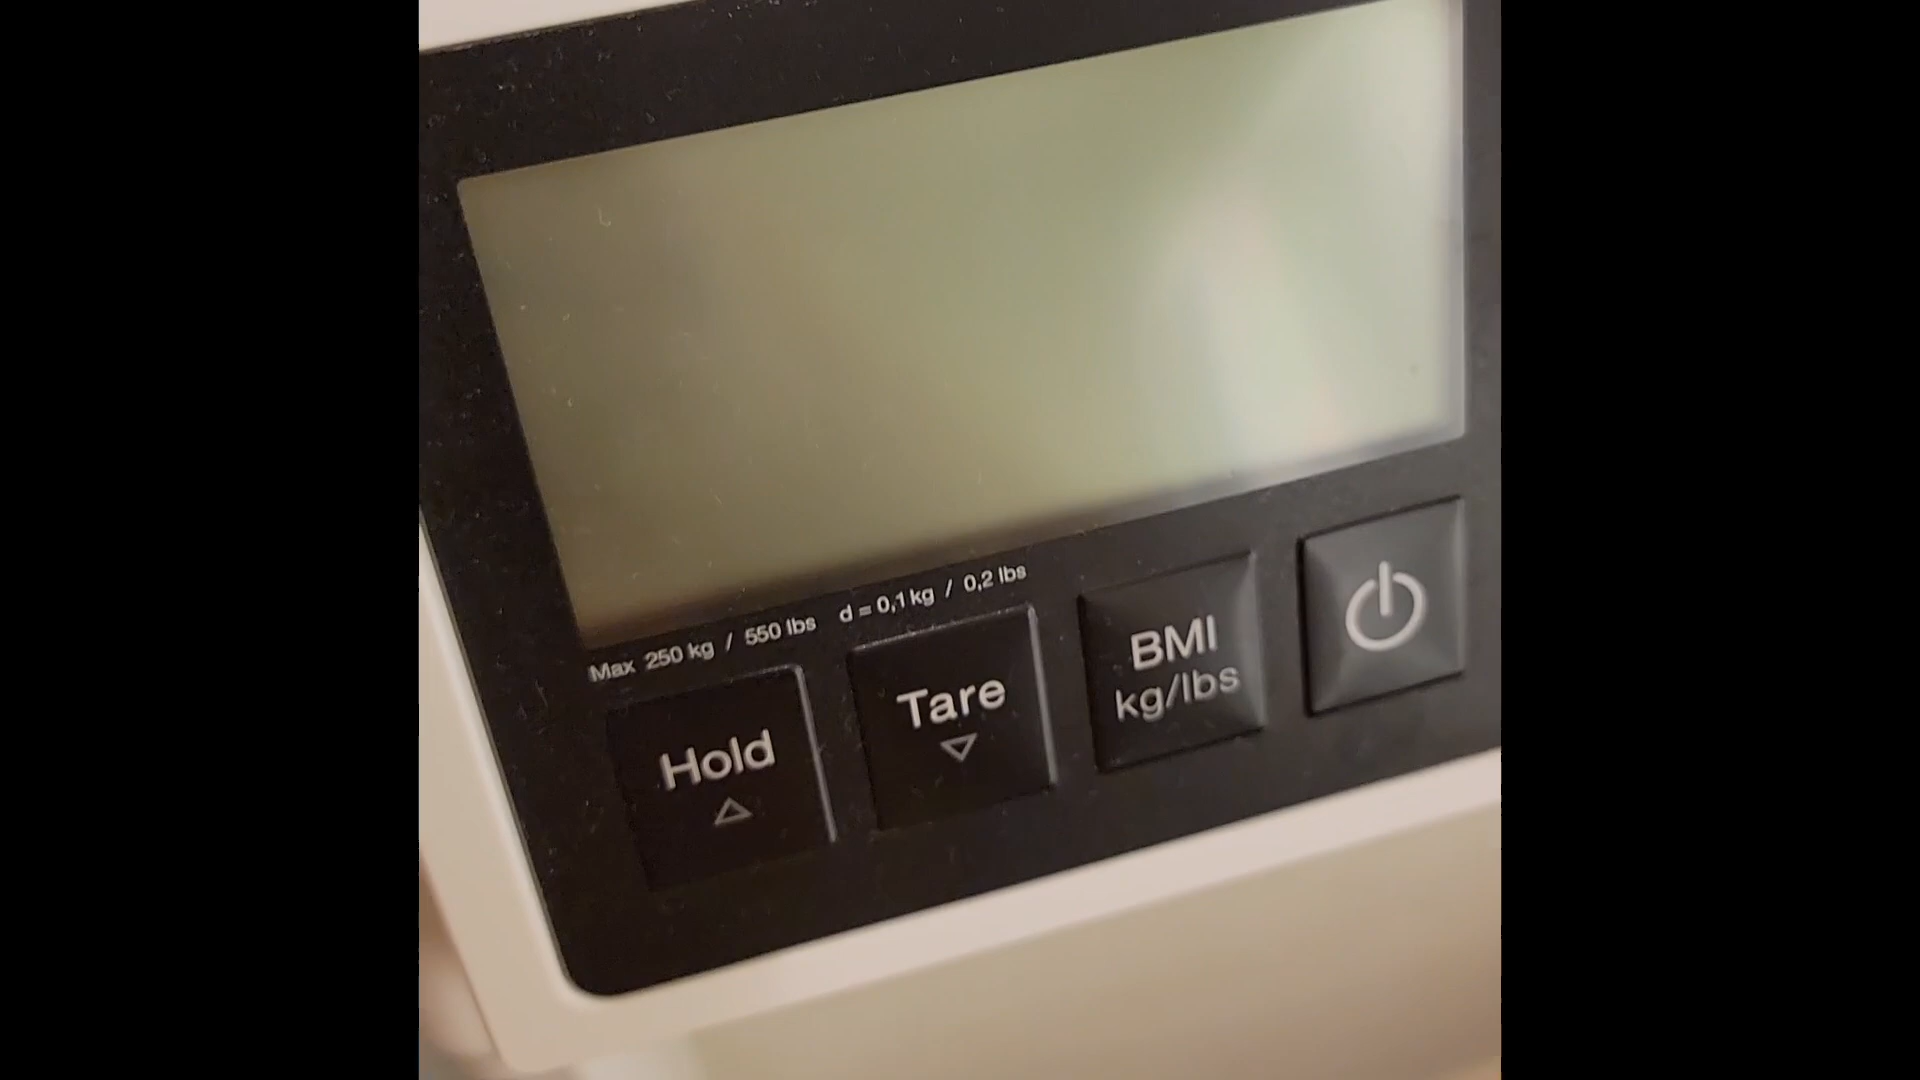 Max 250 kg / 550 lbs d = 0,1 kg / 0,2 lbs
Hold
Tare
BMI
kg/lbs